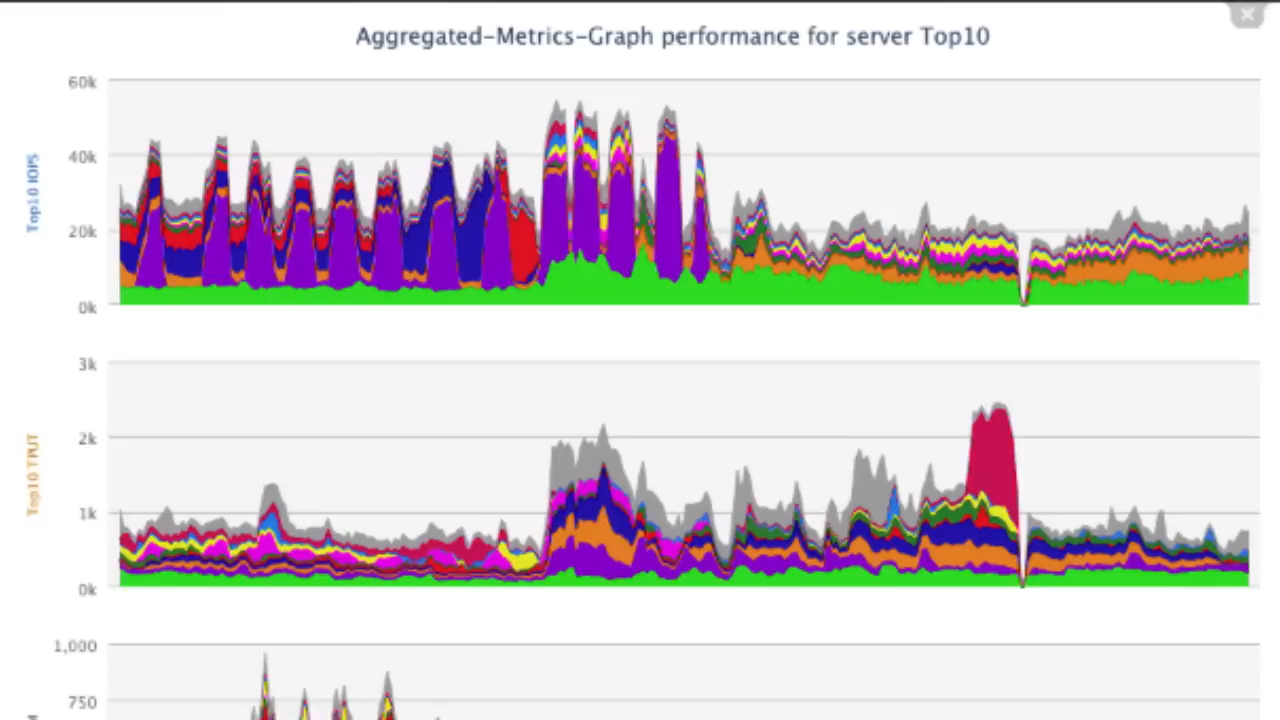 Aggregated-Metrics-Graph performance for server Top10
60k
40k
20k
0k
Top10 IOPS
3k
2k
1k
0k
Top10 TPUT
1,000
750